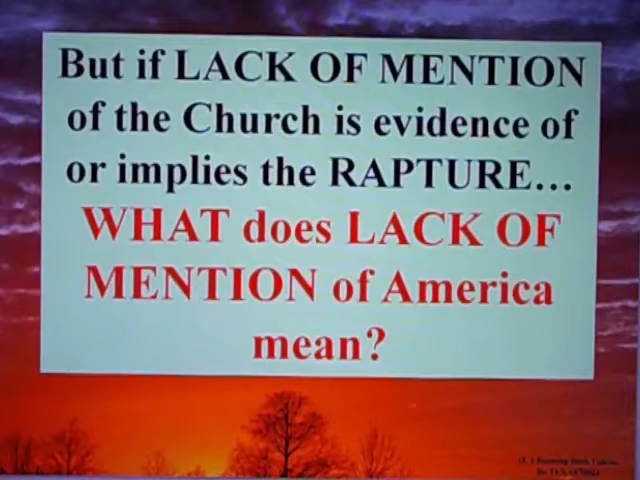 But if LACK OF MENTION
of the Church is evidence of
or implies the RAPTURE…
WHAT does LACK OF
MENTION of America
mean?